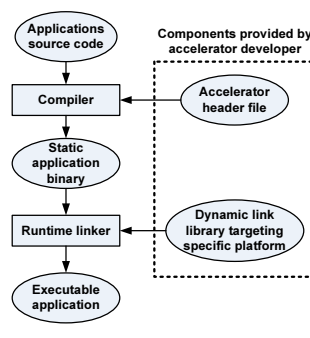 Applications
source code
Components provided by
accelerator developer
Compiler
Accelerator
header file
Static
application
binary
Runtime linker
Dynamic link
library targeting
specific platform
Executable
application